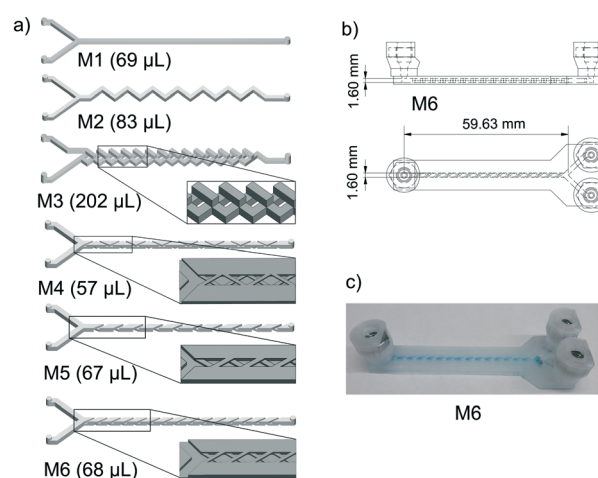 a)
M1 (69 µL)
M2 (83 µL)
M3 (202 µL)
M4 (57 µL)
M5 (67 µL)
M6 (68 µL)
b)
1.60 mm
M6
59.63 mm
1.60 mm
c)
M6